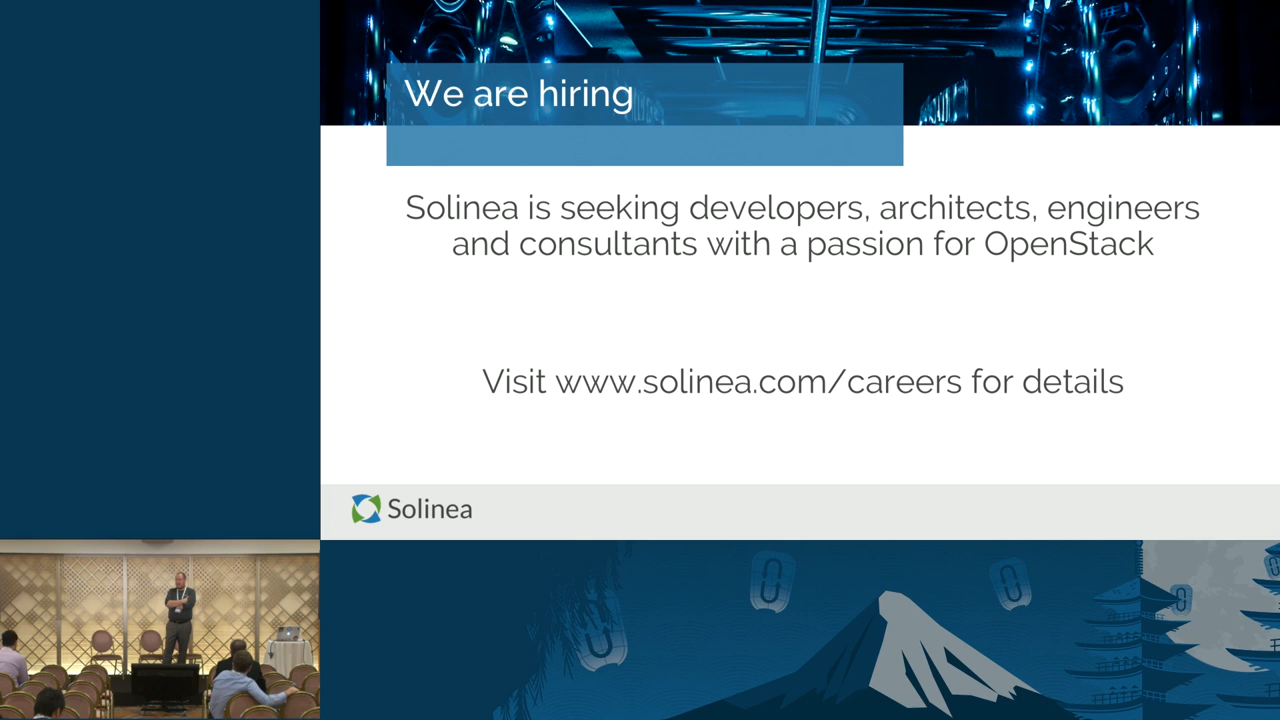 We are hiring
Solinea is seeking developers, architects, engineers
and consultants with a passion for OpenStack
Visit www.solinea.com/careers for details
Solinea